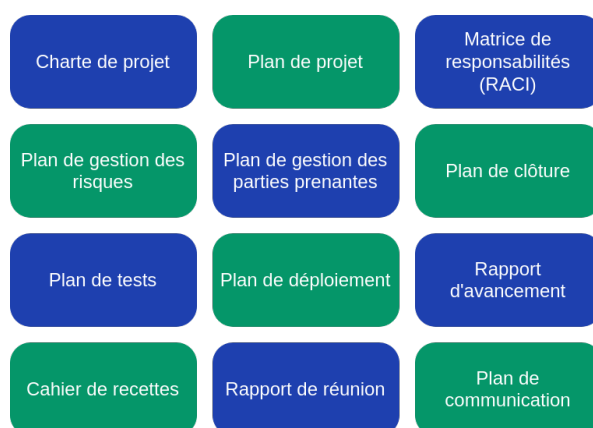 Charte de projet
Plan de projet
Matrice de
responsabilités
(RACI)
Plan de gestion des
risques
Plan de gestion des
parties prenantes
Plan de clôture
Plan de tests
Plan de déploiement
Rapport
d'avancement
Cahier de recettes
Rapport de réunion
Plan de
communication